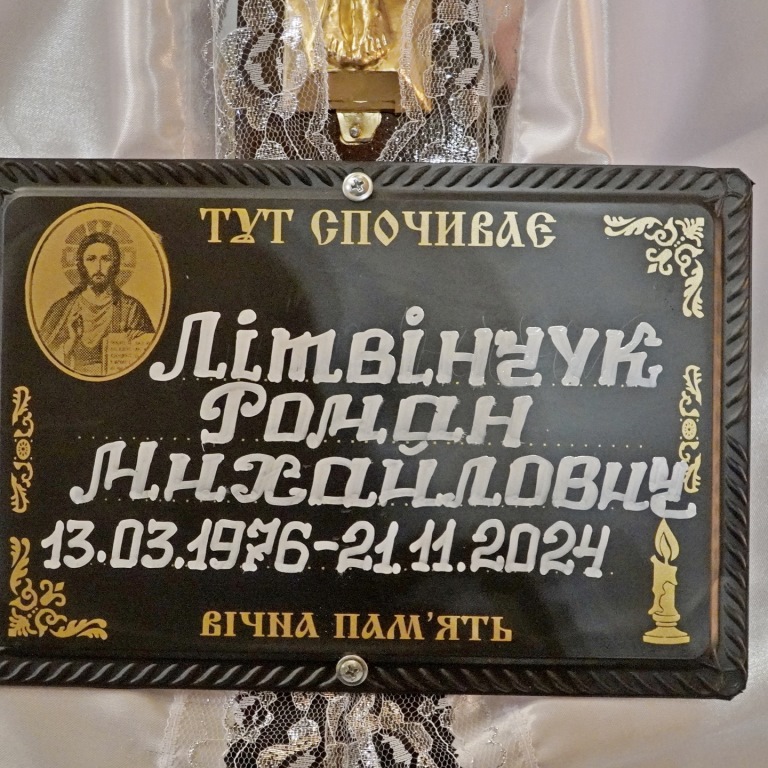 ТУТ СПОЧИВАЄ
Літвінчук
Роман
Михайлович
13.03.1976-21.11.2024
ВІЧНА ПАМ'ЯТЬ